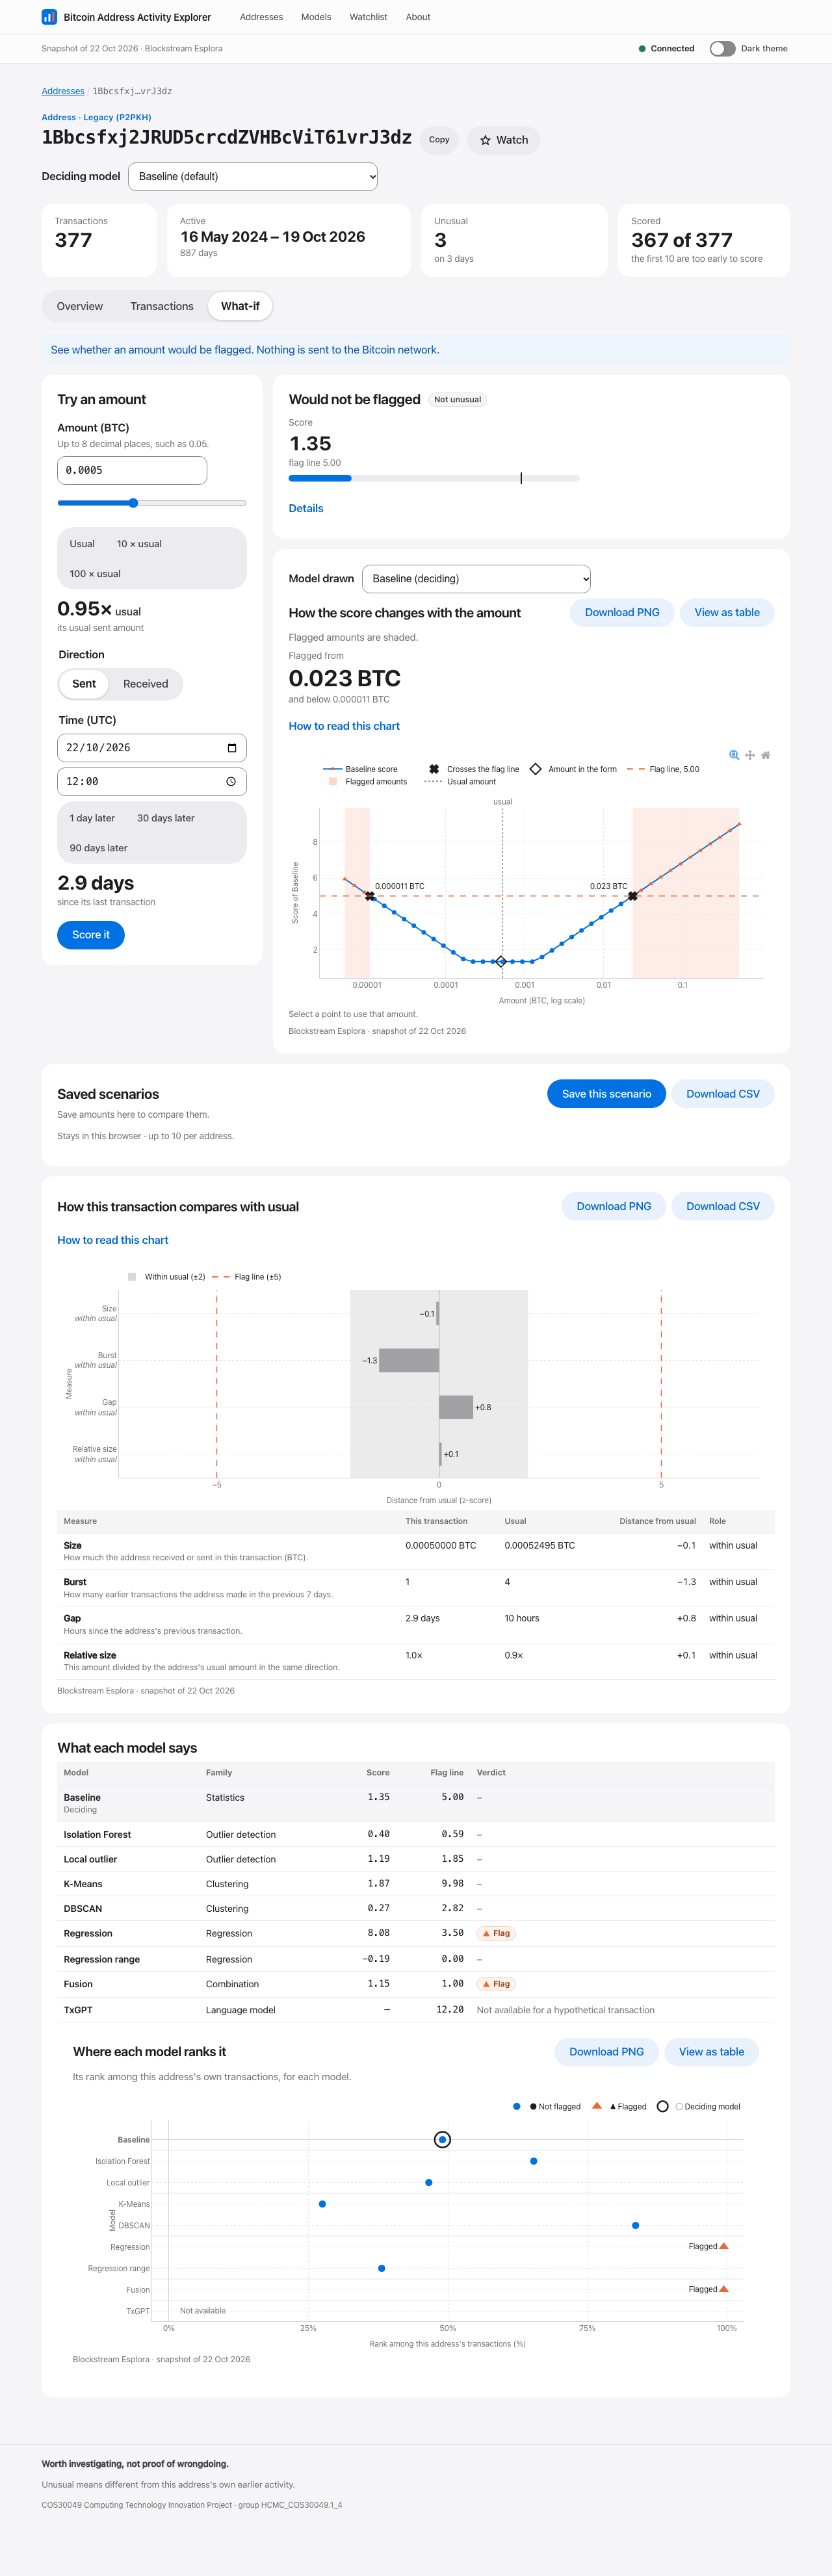 Bitcoin Address Activity Explorer
Addresses Models Watchlist About
Snapshot of 22 Oct 2026 · Blockstream Esplora
Connected Dark theme
Addresses / 1Bbcsfxj…vrJ3dz
Address · Legacy (P2PKH)
1Bbcsfxj2JRUD5crcdZVHBcViT61vrJ3dz Copy Watch
Deciding model Baseline (default)
Transactions
377
Active
16 May 2024 – 19 Oct 2026
887 days
Unusual
3
on 3 days
Scored
367 of 377
the first 10 are too early to score
Overview Transactions What-if
See whether an amount would be flagged. Nothing is sent to the Bitcoin network.
Try an amount
Amount (BTC)
Up to 8 decimal places, such as 0.05.
0.0005
Usual 10 × usual
100 × usual
0.95× usual
its usual sent amount
Direction
Sent Received
Time (UTC)
22/10/2026
12:00
1 day later 30 days later
90 days later
2.9 days
since its last transaction
Score it
Would not be flagged Not unusual
Score
1.35
flag line 5.00
Details
Model drawn Baseline (deciding)
How the score changes with the amount Download PNG View as table
Flagged amounts are shaded.
Flagged from
0.023 BTC
and below 0.000011 BTC
How to read this chart
Baseline score Crosses the flag line Amount in the form Flag line, 5.00
Flagged amounts Usual amount
usual
8
6
4
2
Score of Baseline
0.000011 BTC
0.023 BTC
0.00001 0.0001 0.001 0.01 0.1
Amount (BTC, log scale)
Select a point to use that amount.
Blockstream Esplora · snapshot of 22 Oct 2026
Saved scenarios Save this scenario Download CSV
Save amounts here to compare them.
Stays in this browser · up to 10 per address.
How this transaction compares with usual Download PNG Download CSV
How to read this chart
Within usual (±2) Flag line (±5)
Measure
Size
within usual
−0.1
Burst
within usual
−1.3
Gap
within usual
+0.8
Relative size
within usual
+0.1
−5 0 5
Distance from usual (z-score)
Measure This transaction Usual Distance from usual Role
Size 0.00050000 BTC 0.00052495 BTC −0.1 within usual
How much the address received or sent in this transaction (BTC).
Burst 1 4 −1.3 within usual
How many earlier transactions the address made in the previous 7 days.
Gap 2.9 days 10 hours +0.8 within usual
Hours since the address's previous transaction.
Relative size 1.0× 0.9× +0.1 within usual
This amount divided by the address's usual amount in the same direction.
Blockstream Esplora · snapshot of 22 Oct 2026
What each model says
Model Family Score Flag line Verdict
Baseline Statistics 1.35 5.00 –
Deciding
Isolation Forest Outlier detection 0.40 0.59 –
Local outlier Outlier detection 1.19 1.85 –
K-Means Clustering 1.87 9.98 –
DBSCAN Clustering 0.27 2.82 –
Regression Regression 8.08 3.50 Flag
Regression range Regression −0.19 0.00 –
Fusion Combination 1.15 1.00 Flag
TxGPT Language model – 12.20 Not available for a hypothetical transaction
Where each model ranks it Download PNG View as table
Its rank among this address's own transactions, for each model.
Not flagged Flagged Deciding model
Model
Baseline
Isolation Forest
Local outlier
K-Means
DBSCAN
Regression Flagged
Regression range
Fusion Flagged
TxGPT Not available
0% 25% 50% 75% 100%
Rank among this address's transactions (%)
Blockstream Esplora · snapshot of 22 Oct 2026
Worth investigating, not proof of wrongdoing.
Unusual means different from this address's own earlier activity.
COS30049 Computing Technology Innovation Project · group HCMC_COS30049.1_4